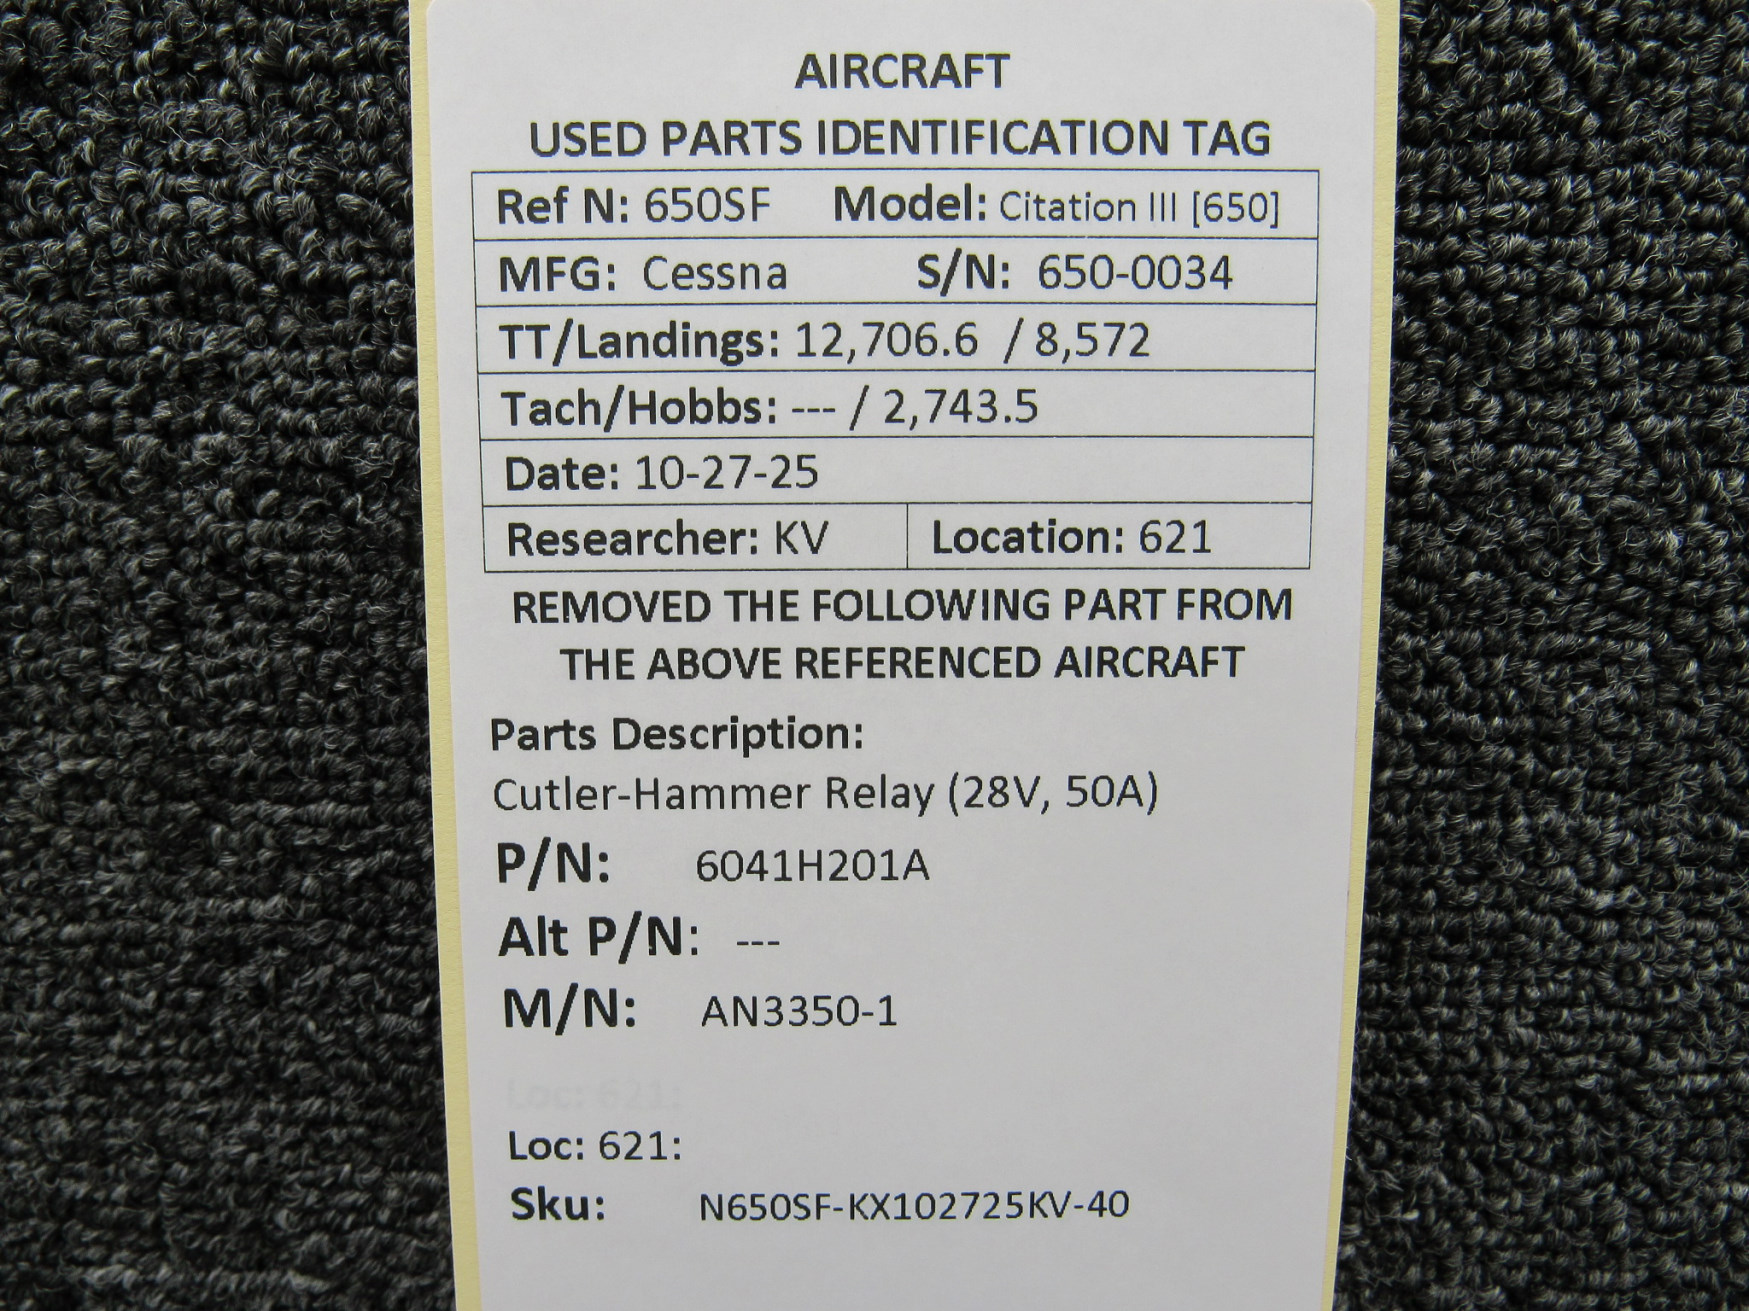 AIRCRAFT
USED PARTS IDENTIFICATION TAG
Ref N: 650SF Model: Citation III [650]
MFG: Cessna S/N: 650-0034
TT/Landings: 12,706.6 / 8,572
Tach/Hobbs: --- / 2,743.5
Date: 10-27-25
Researcher: KV Location: 621
REMOVED THE FOLLOWING PART FROM
THE ABOVE REFERENCED AIRCRAFT
Parts Description:
Cutler-Hammer Relay (28V, 50A)
P/N: 6041H201A
Alt P/N: ---
M/N: AN3350-1
Loc: 621:
Loc: 621:
Sku: N650SF-KX102725KV-40